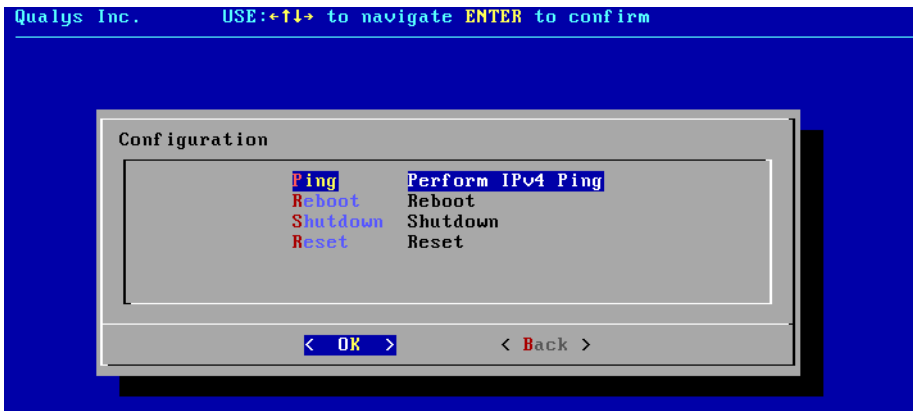 Qualys Inc. USE:←↑↓→ to navigate ENTER to confirm
Configuration
Ping Perform IPv4 Ping
Reboot Reboot
Shutdown Shutdown
Reset Reset
< OK > < Back >